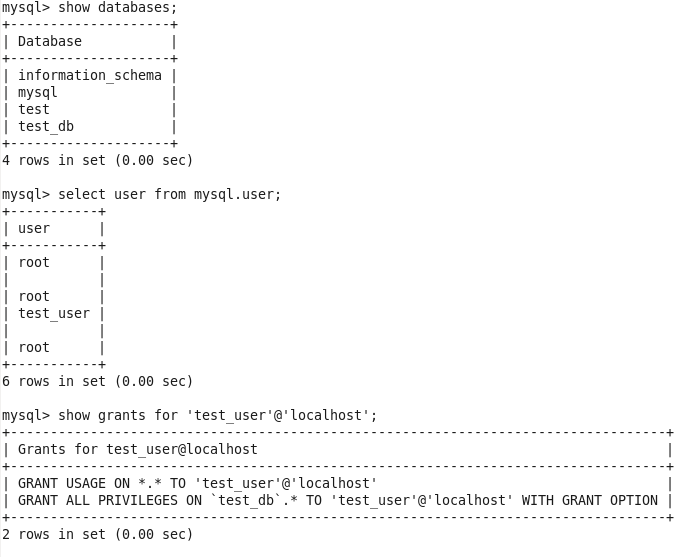 mysql> show databases;
+--------------------+
| Database           |
+--------------------+
| information_schema |
| mysql              |
| test               |
| test_db            |
+--------------------+
4 rows in set (0.00 sec)

mysql> select user from mysql.user;
+-----------+
| user      |
+-----------+
| root      |
|           |
| root      |
| test_user |
|           |
| root      |
+-----------+
6 rows in set (0.00 sec)

mysql> show grants for 'test_user'@'localhost';
+----------------------------------------------------------------------------------+
| Grants for test_user@localhost                                                   |
+----------------------------------------------------------------------------------+
| GRANT USAGE ON *.* TO 'test_user'@'localhost'                                    |
| GRANT ALL PRIVILEGES ON `test_db`.* TO 'test_user'@'localhost' WITH GRANT OPTION |
+----------------------------------------------------------------------------------+
2 rows in set (0.00 sec)